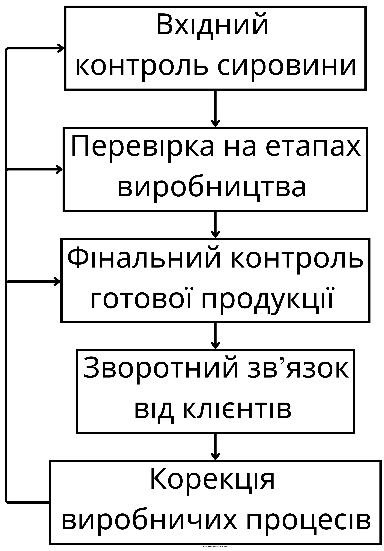 Вхідний
контроль сировини
Перевірка на етапах
виробництва
Фінальний контроль
готової продукції
Зворотний зв’язок
від клієнтів
Корекція
виробничих процесів